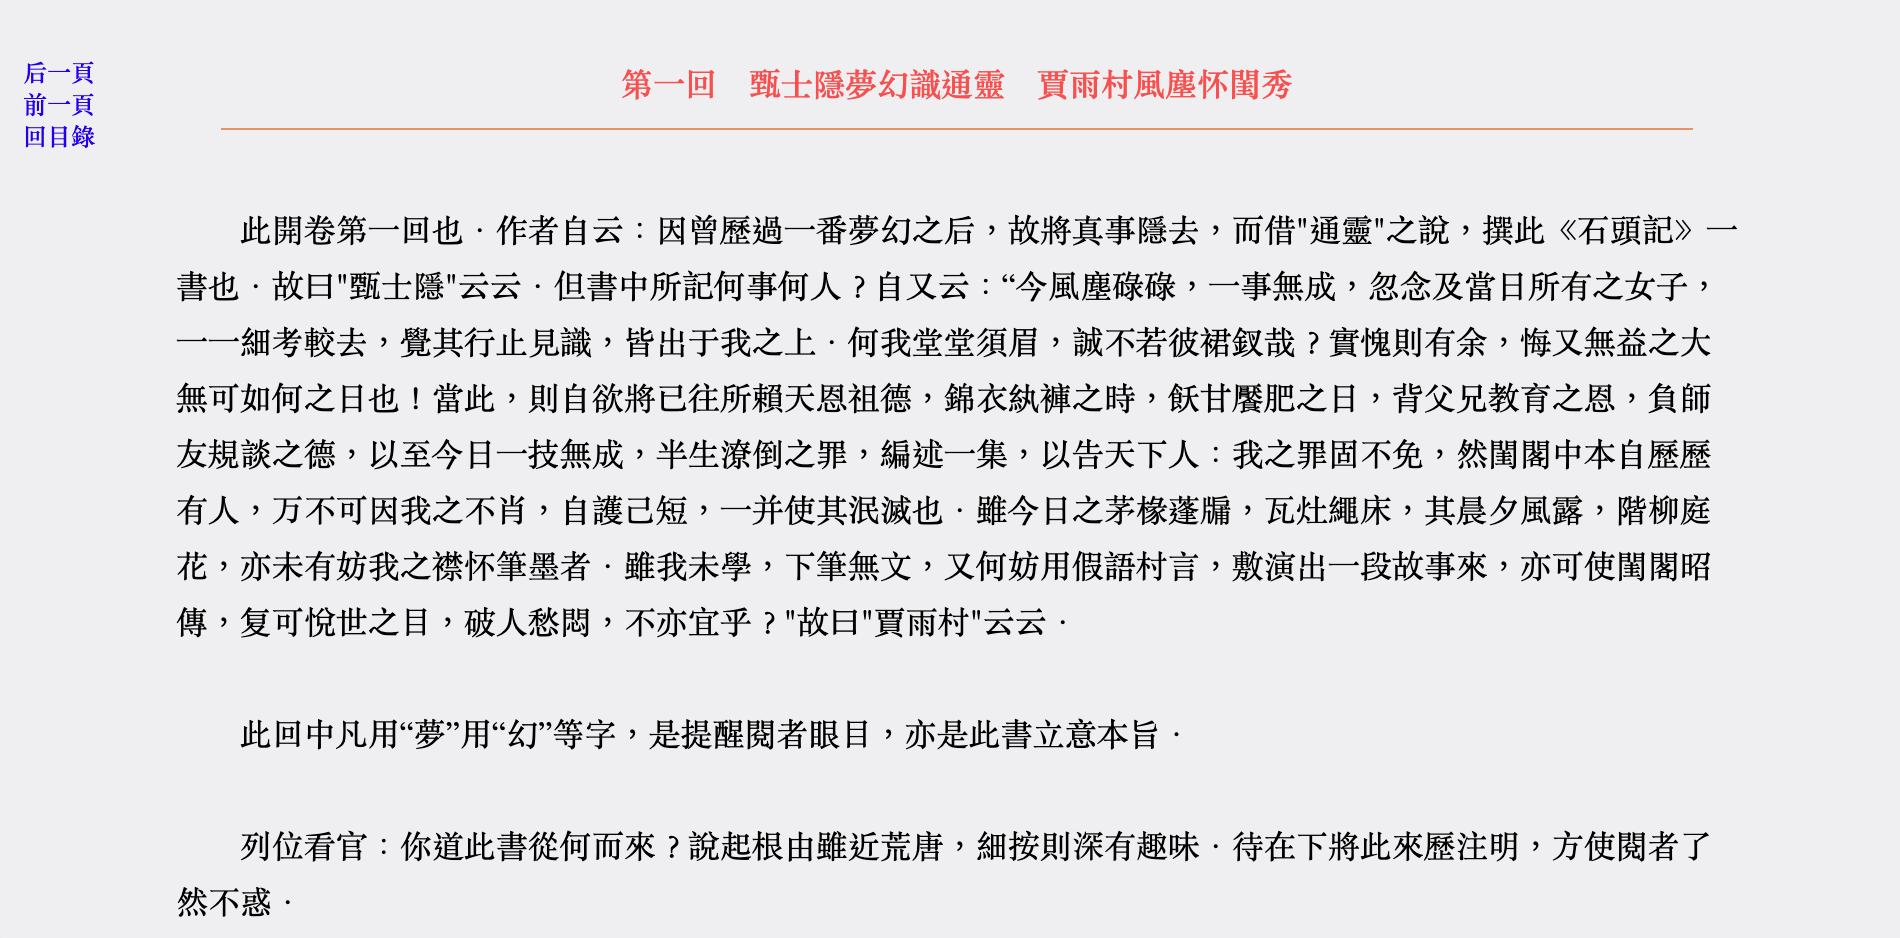 后一頁
前一頁
回目錄
第一回　甄士隱夢幻識通靈　賈雨村風塵怀閨秀
此開卷第一回也．作者自云：因曾歷過一番夢幻之后，故將真事隱去，而借"通靈"之說，撰此《石頭記》一
書也．故曰"甄士隱"云云．但書中所記何事何人？自又云：“今風塵碌碌，一事無成，忽念及當日所有之女子，
一一細考較去，覺其行止見識，皆出于我之上．何我堂堂須眉，誠不若彼裙釵哉？實愧則有余，悔又無益之大
無可如何之日也！當此，則自欲將已往所賴天恩祖德，錦衣紈褲之時，飫甘饜肥之日，背父兄教育之恩，負師
友規談之德，以至今日一技無成，半生潦倒之罪，編述一集，以告天下人：我之罪固不免，然閨閣中本自歷歷
有人，万不可因我之不肖，自護己短，一并使其泯滅也．雖今日之茅椽蓬牖，瓦灶繩床，其晨夕風露，階柳庭
花，亦未有妨我之襟怀筆墨者．雖我未學，下筆無文，又何妨用假語村言，敷演出一段故事來，亦可使閨閣昭
傳，复可悅世之目，破人愁悶，不亦宜乎？"故曰"賈雨村"云云．
此回中凡用“夢”用“幻”等字，是提醒閱者眼目，亦是此書立意本旨．
列位看官：你道此書從何而來？說起根由雖近荒唐，細按則深有趣味．待在下將此來歷注明，方使閱者了
然不惑．